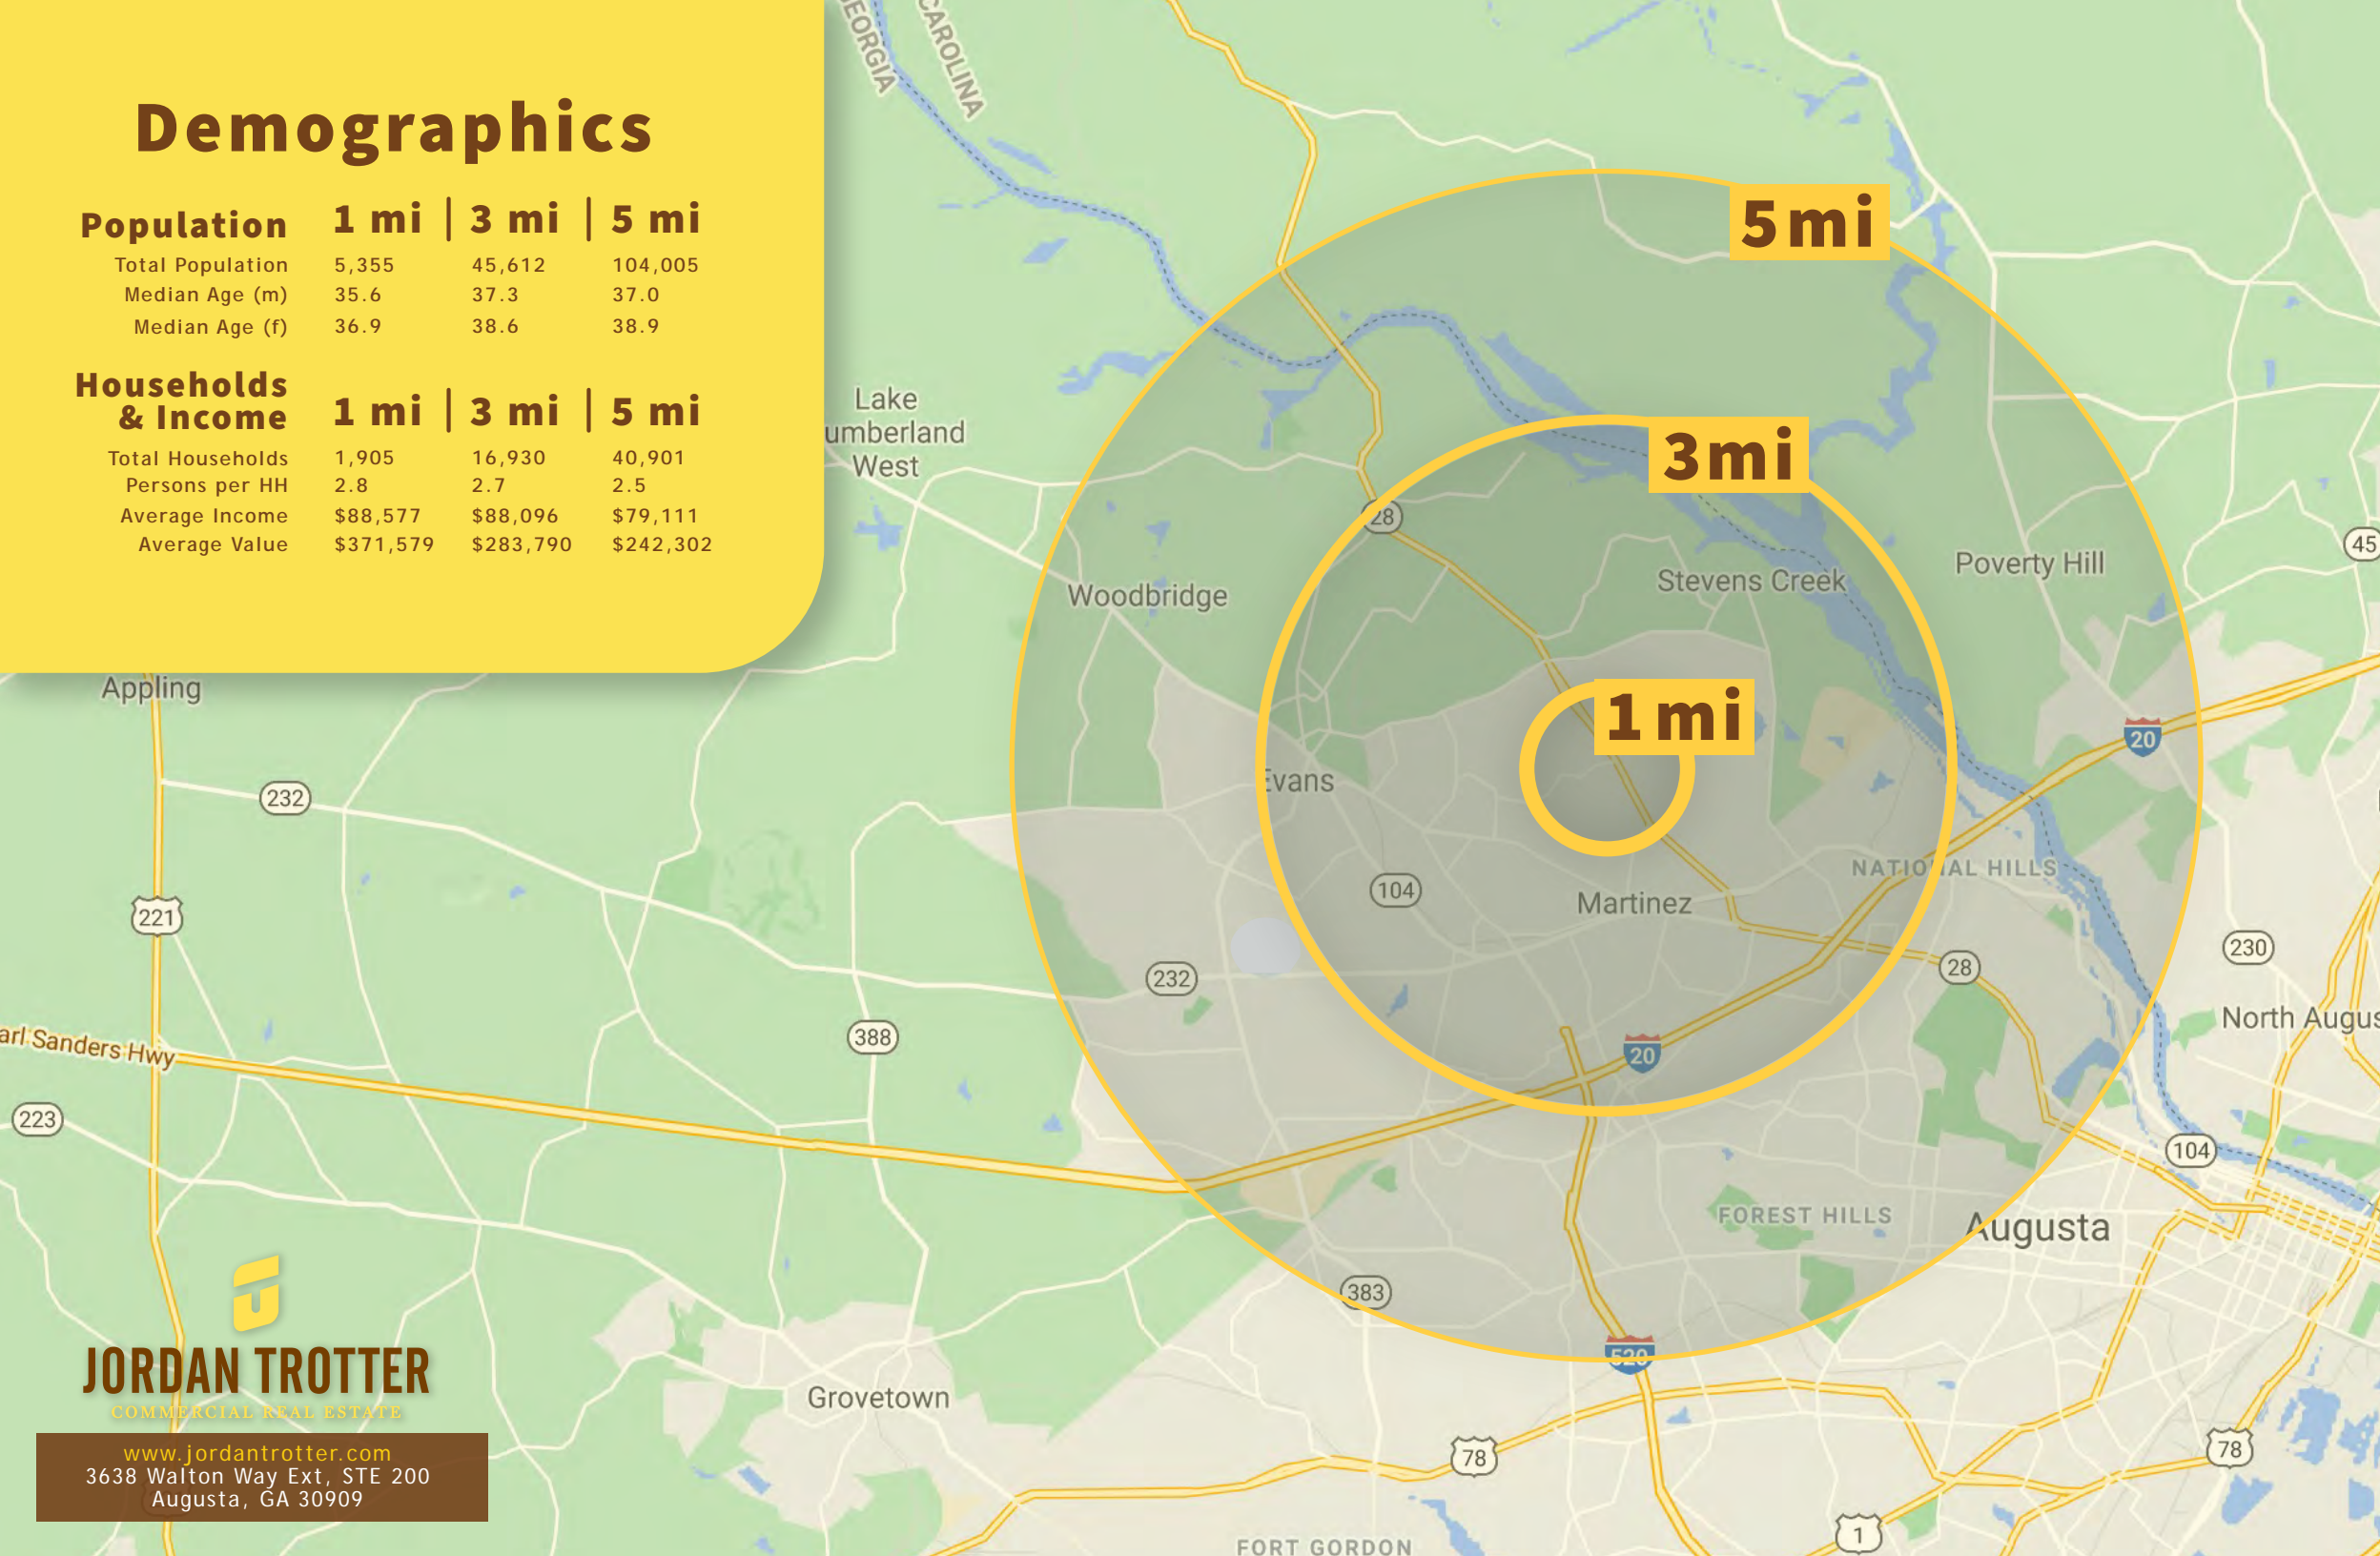 Demographics
Population 1 mi | 3 mi | 5 mi
Total Population 5,355 45,612 104,005
Median Age (m) 35.6 37.3 37.0
Median Age (f) 36.9 38.6 38.9
Households
& Income 1 mi | 3 mi | 5 mi
Total Households 1,905 16,930 40,901
Persons per HH 2.8 2.7 2.5
Average Income $88,577 $88,096 $79,111
Average Value $371,579 $283,790 $242,302
CAROLINA
5 mi
3 mi
1 mi
Lake
umberland
West
28
45
Poverty Hill
Stevens Creek
Woodbridge
Appling
20
Evans
232
NATIONAL HILLS
104
Martinez
221
230
28
232
North Augus
388
arl Sanders Hwy
20
223
104
FOREST HILLS
Augusta
383
520
Grovetown
78
78
1
FORT GORDON
JORDAN TROTTER
COMMERCIAL REAL ESTATE
www.jordantrotter.com
3638 Walton Way Ext, STE 200
Augusta, GA 30909